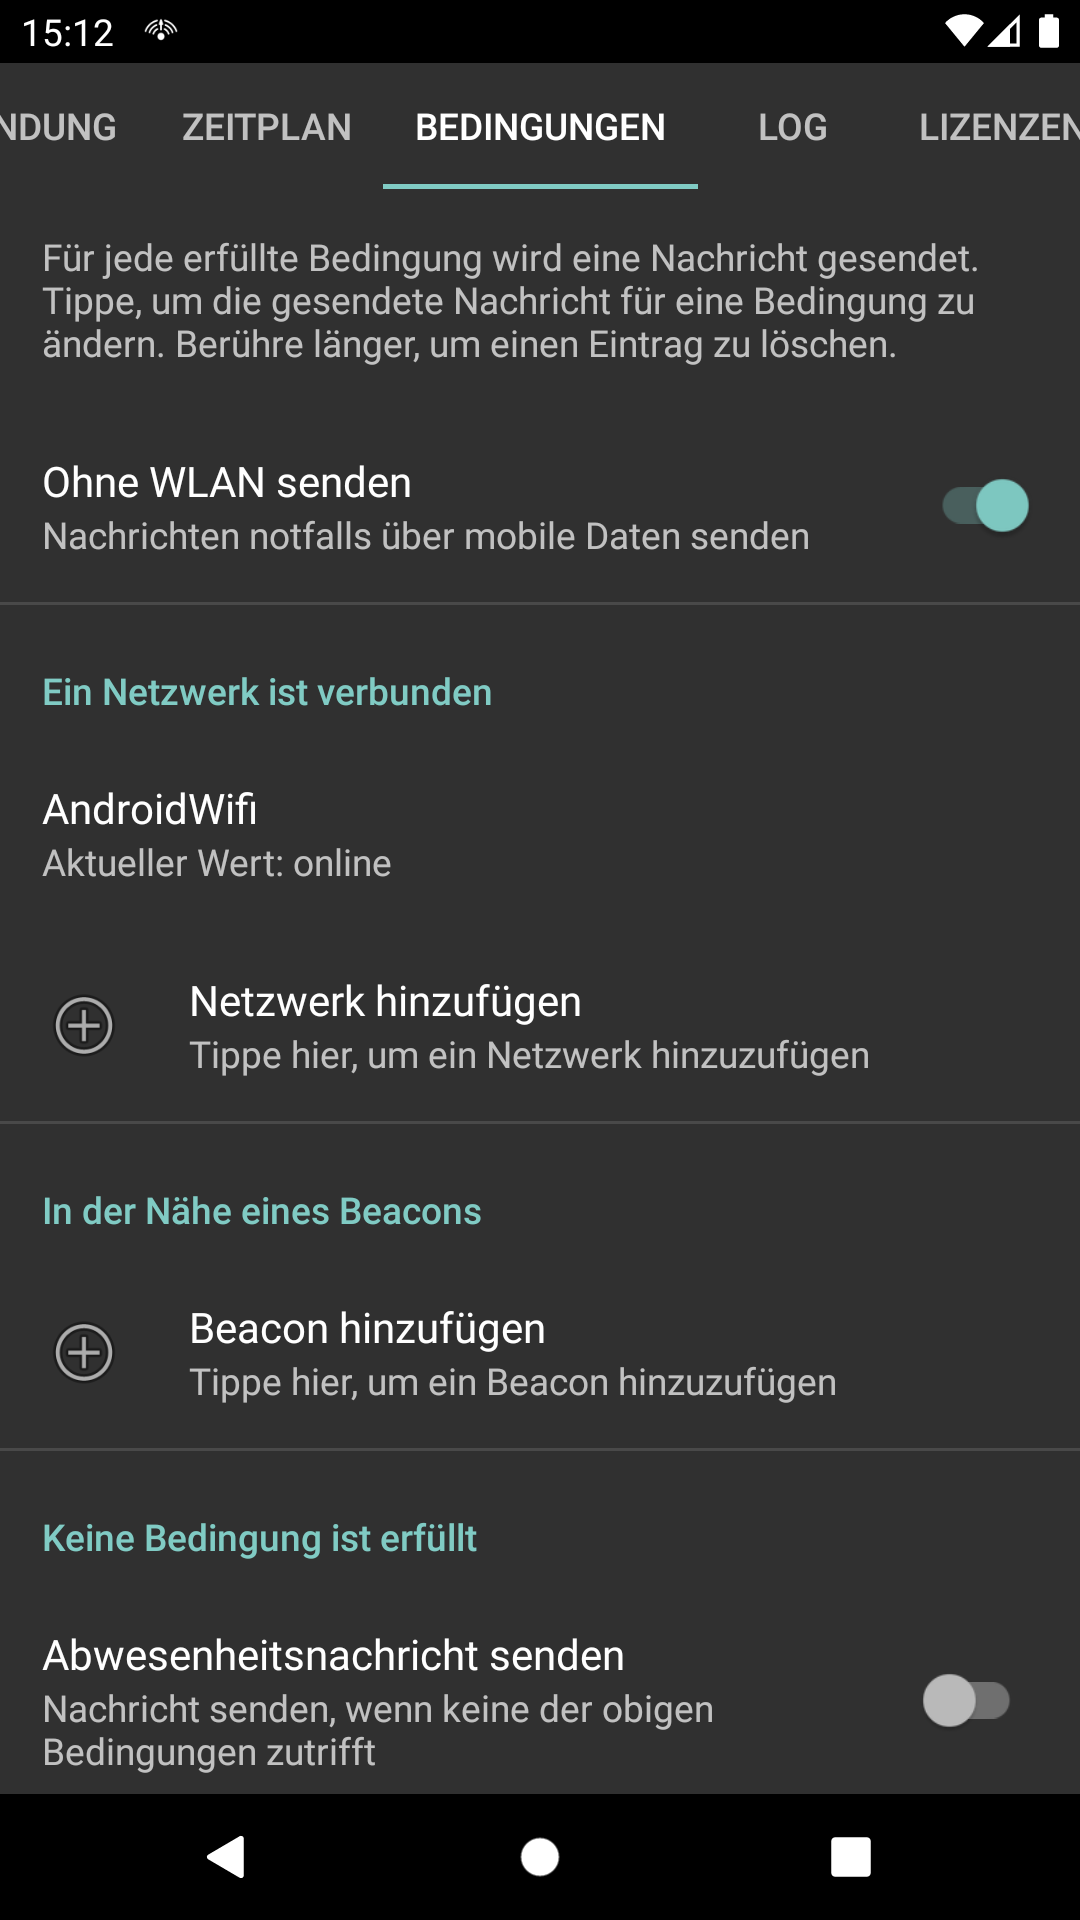 15:12
NDUNG ZEITPLAN BEDINGUNGEN LOG LIZENZEN
Für jede erfüllte Bedingung wird eine Nachricht gesendet.
Tippe, um die gesendete Nachricht für eine Bedingung zu
ändern. Berühre länger, um einen Eintrag zu löschen.
Ohne WLAN senden
Nachrichten notfalls über mobile Daten senden
Ein Netzwerk ist verbunden
AndroidWifi
Aktueller Wert: online
Netzwerk hinzufügen
Tippe hier, um ein Netzwerk hinzuzufügen
In der Nähe eines Beacons
Beacon hinzufügen
Tippe hier, um ein Beacon hinzuzufügen
Keine Bedingung ist erfüllt
Abwesenheitsnachricht senden
Nachricht senden, wenn keine der obigen
Bedingungen zutrifft